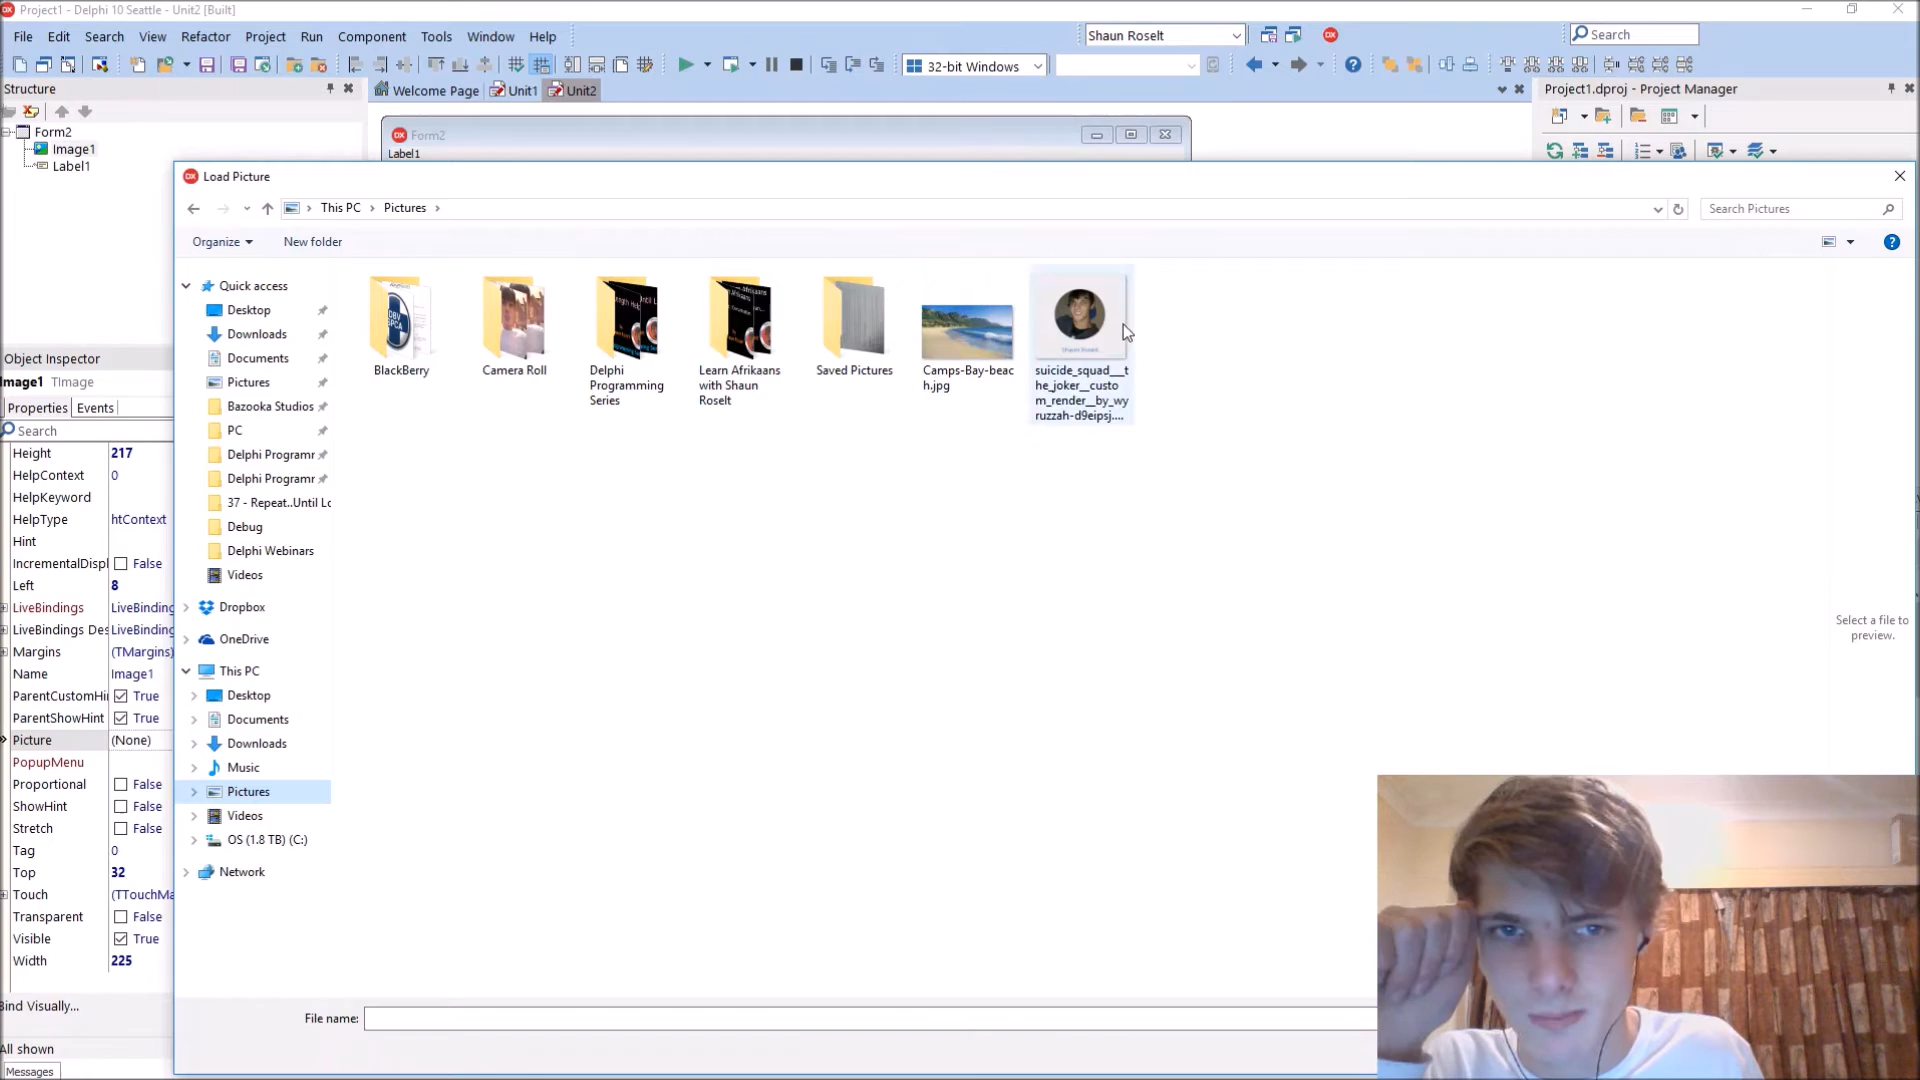 Project1 - Delphi 10 Seattle - Unit2 [Built]
File Edit Search View Refactor Project Run Component Tools Window Help
Shaun Roselt
Search
32-bit Windows
Structure
Welcome Page Unit1 Unit2
Project1.dproj - Project Manager
Form2
Image1
Label1
Form2
Label1
Load Picture
This PC Pictures
Search Pictures
Organize New folder
Quick access
Desktop
Downloads
Documents
Pictures
Bazooka Studios
PC
Delphi Programr
Delphi Programr
37 - Repeat..Until Lo
Debug
Delphi Webinars
Videos
Dropbox
OneDrive
This PC
Desktop
Documents
Downloads
Music
Pictures
Videos
OS (1.8 TB) (C:)
Network
BlackBerry
Camera Roll
Delphi
Programming
Series
Learn Afrikaans
with Shaun
Roselt
Saved Pictures
Camps-Bay-beac
h.jpg
suicide_squad__t
he_joker__custo
m_render__by_wy
ruzzah-d9eipsj....
Select a file to
preview.
File name:
Object Inspector
Image1 TImage
Properties Events
Search
Height 217
HelpContext 0
HelpKeyword
HelpType htContext
Hint
IncrementalDispl False
Left 8
LiveBindings LiveBinding
LiveBindings Des LiveBinding
Margins (TMargins)
Name Image1
ParentCustomHi True
ParentShowHint True
Picture (None)
PopupMenu
Proportional False
ShowHint False
Stretch False
Tag 0
Top 32
Touch (TTouchMa
Transparent False
Visible True
Width 225
Bind Visually...
All shown
Messages